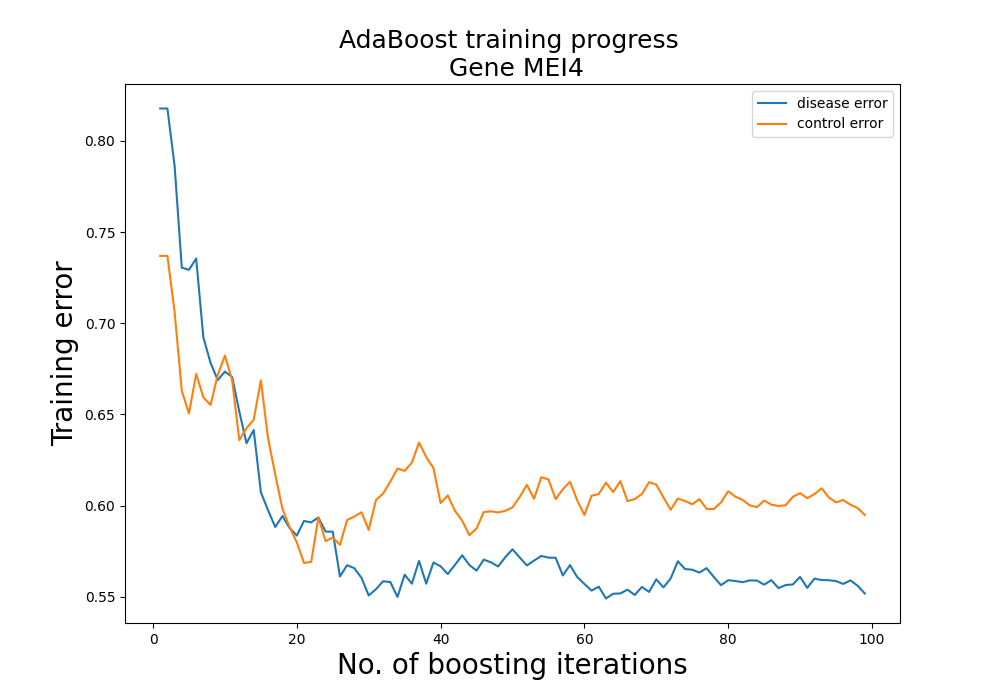 AdaBoost training progress
Gene MEI4
disease error
control error
0.80
0.75
0.70
0.65
0.60
0.55
Training error
0
20
40
60
80
100
No. of boosting iterations